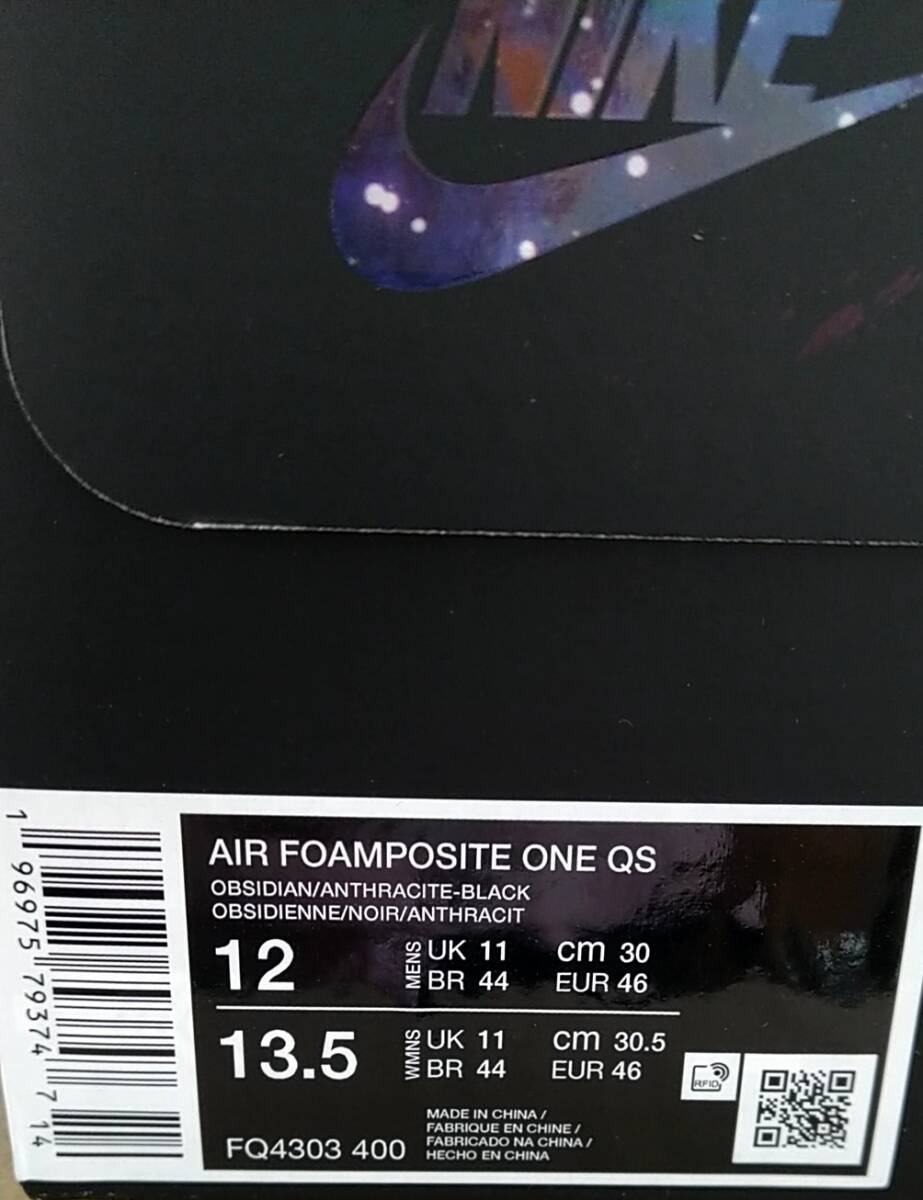 NIKE
AIR FOAMPOSITE ONE QS
OBSIDIAN/ANTHRACITE-BLACK
OBSIDIENNE/NOIR/ANTHRACIT
12 MENS UK 11 cm 30
BR 44 EUR 46
13.5 WMNS UK 11 cm 30.5
BR 44 EUR 46
RFID
FQ4303 400
MADE IN CHINA /
FABRIQUE EN CHINE /
FABRICADO NA CHINA /
HECHO EN CHINA
1 96975 79374 7 14